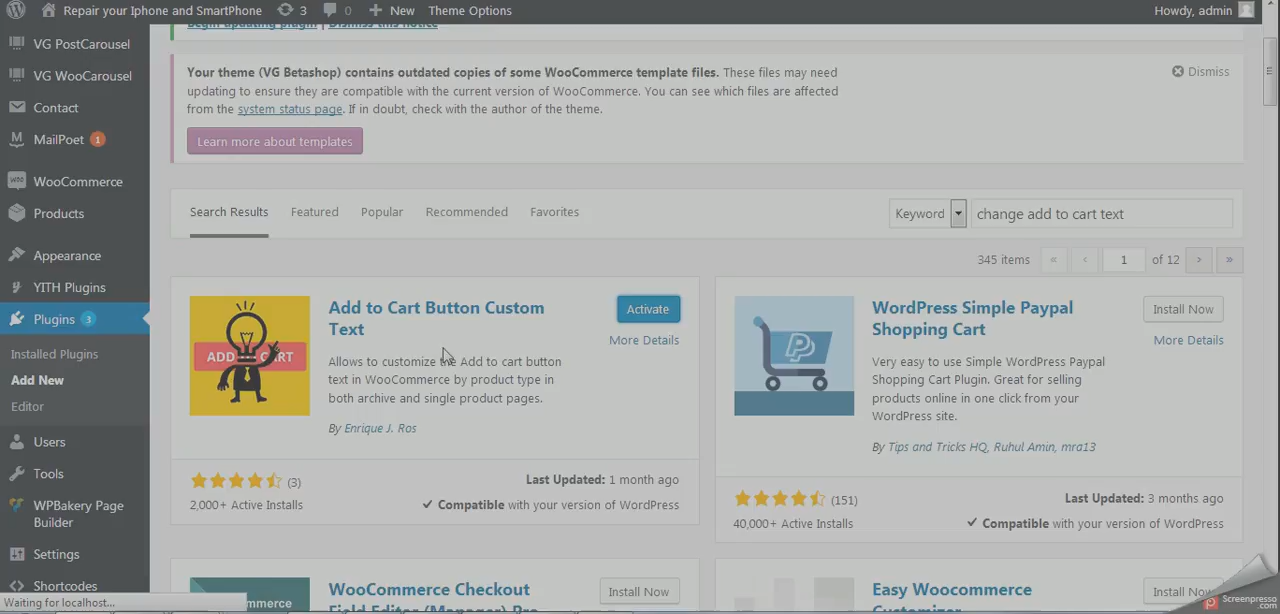 Repair your Iphone and SmartPhone
3
0
New
Theme Options
Howdy, admin
VG PostCarousel
VG WooCarousel
Contact
MailPoet 1
WooCommerce
Products
Appearance
YITH Plugins
Plugins 3
Installed Plugins
Add New
Editor
Users
Tools
WPBakery Page
Builder
Settings
Shortcodes
Waiting for localhost...
Begin updating plugin | Dismiss this notice
Your theme (VG Betashop) contains outdated copies of some WooCommerce template files. These files may need
updating to ensure they are compatible with the current version of WooCommerce. You can see which files are affected
from the system status page. If in doubt, check with the author of the theme.
Dismiss
Learn more about templates
Search Results
Featured
Popular
Recommended
Favorites
Keyword
change add to cart text
345 items
«
‹
1
of 12
›
»
ADD CART
Add to Cart Button Custom
Text
Activate
More Details
Allows to customize the Add to cart button
text in WooCommerce by product type in
both archive and single product pages.
By Enrique J. Ros
(3)
2,000+ Active Installs
Last Updated: 1 month ago
Compatible with your version of WordPress
WordPress Simple Paypal
Shopping Cart
Install Now
More Details
Very easy to use Simple WordPress Paypal
Shopping Cart Plugin. Great for selling
products online in one click from your
WordPress site.
By Tips and Tricks HQ, Ruhul Amin, mra13
(151)
40,000+ Active Installs
Last Updated: 3 months ago
Compatible with your version of WordPress
WooCommerce Checkout
Field Editor (Manager) Pro
Install Now
Easy Woocommerce
Customizer
Install Now
Screenpresso
.com